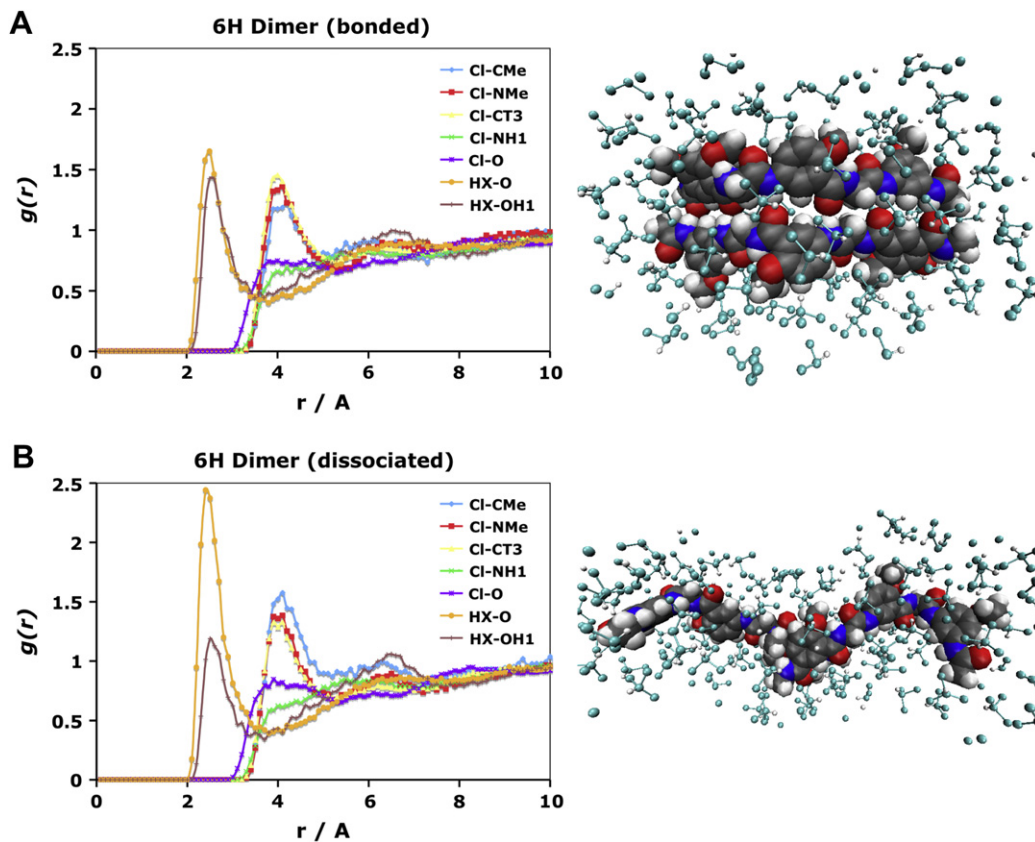 A
6H Dimer (bonded)
2.5
2
1.5
1
0.5
0
g(r)
Cl-CMe
Cl-NMe
Cl-CT3
Cl-NH1
Cl-O
HX-O
HX-OH1
0 2 4 6 8 10
r / A
B
6H Dimer (dissociated)
2.5
2
1.5
1
0.5
0
g(r)
Cl-CMe
Cl-NMe
Cl-CT3
Cl-NH1
Cl-O
HX-O
HX-OH1
0 2 4 6 8 10
r / A